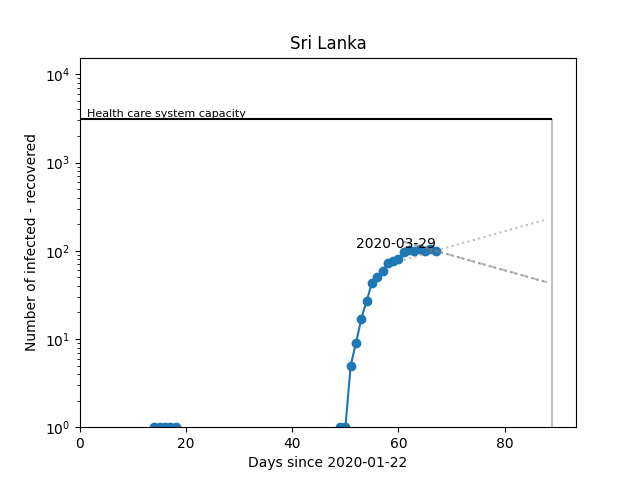 Sri Lanka
Number of infected - recovered
10⁴
10³
10²
10¹
10⁰
Health care system capacity
2020-03-29
0 20 40 60 80
Days since 2020-01-22